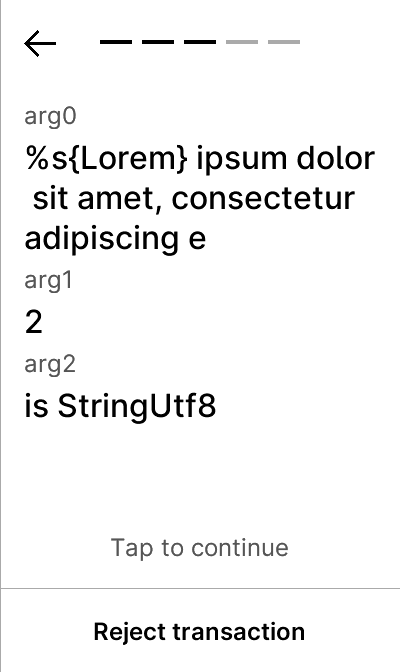 arg0
%s{Lorem} ipsum dolor
sit amet, consectetur
adipiscing e
arg1
2
arg2
is StringUtf8
Tap to continue
Reject transaction